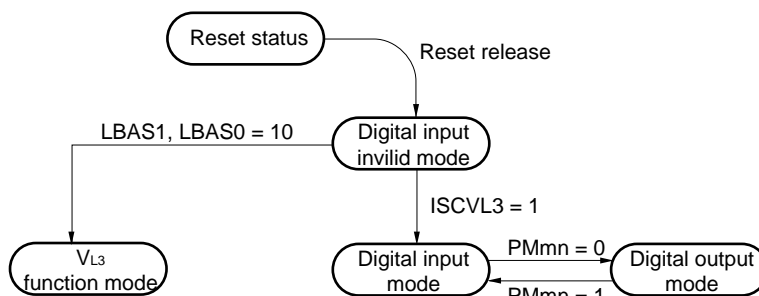 Reset status
Reset release
LBAS1, LBAS0 = 10
Digital input
invilid mode
ISCVL3 = 1
VL3
function mode
Digital input
mode
PMmn = 0
Digital output
mode
PMmn = 1